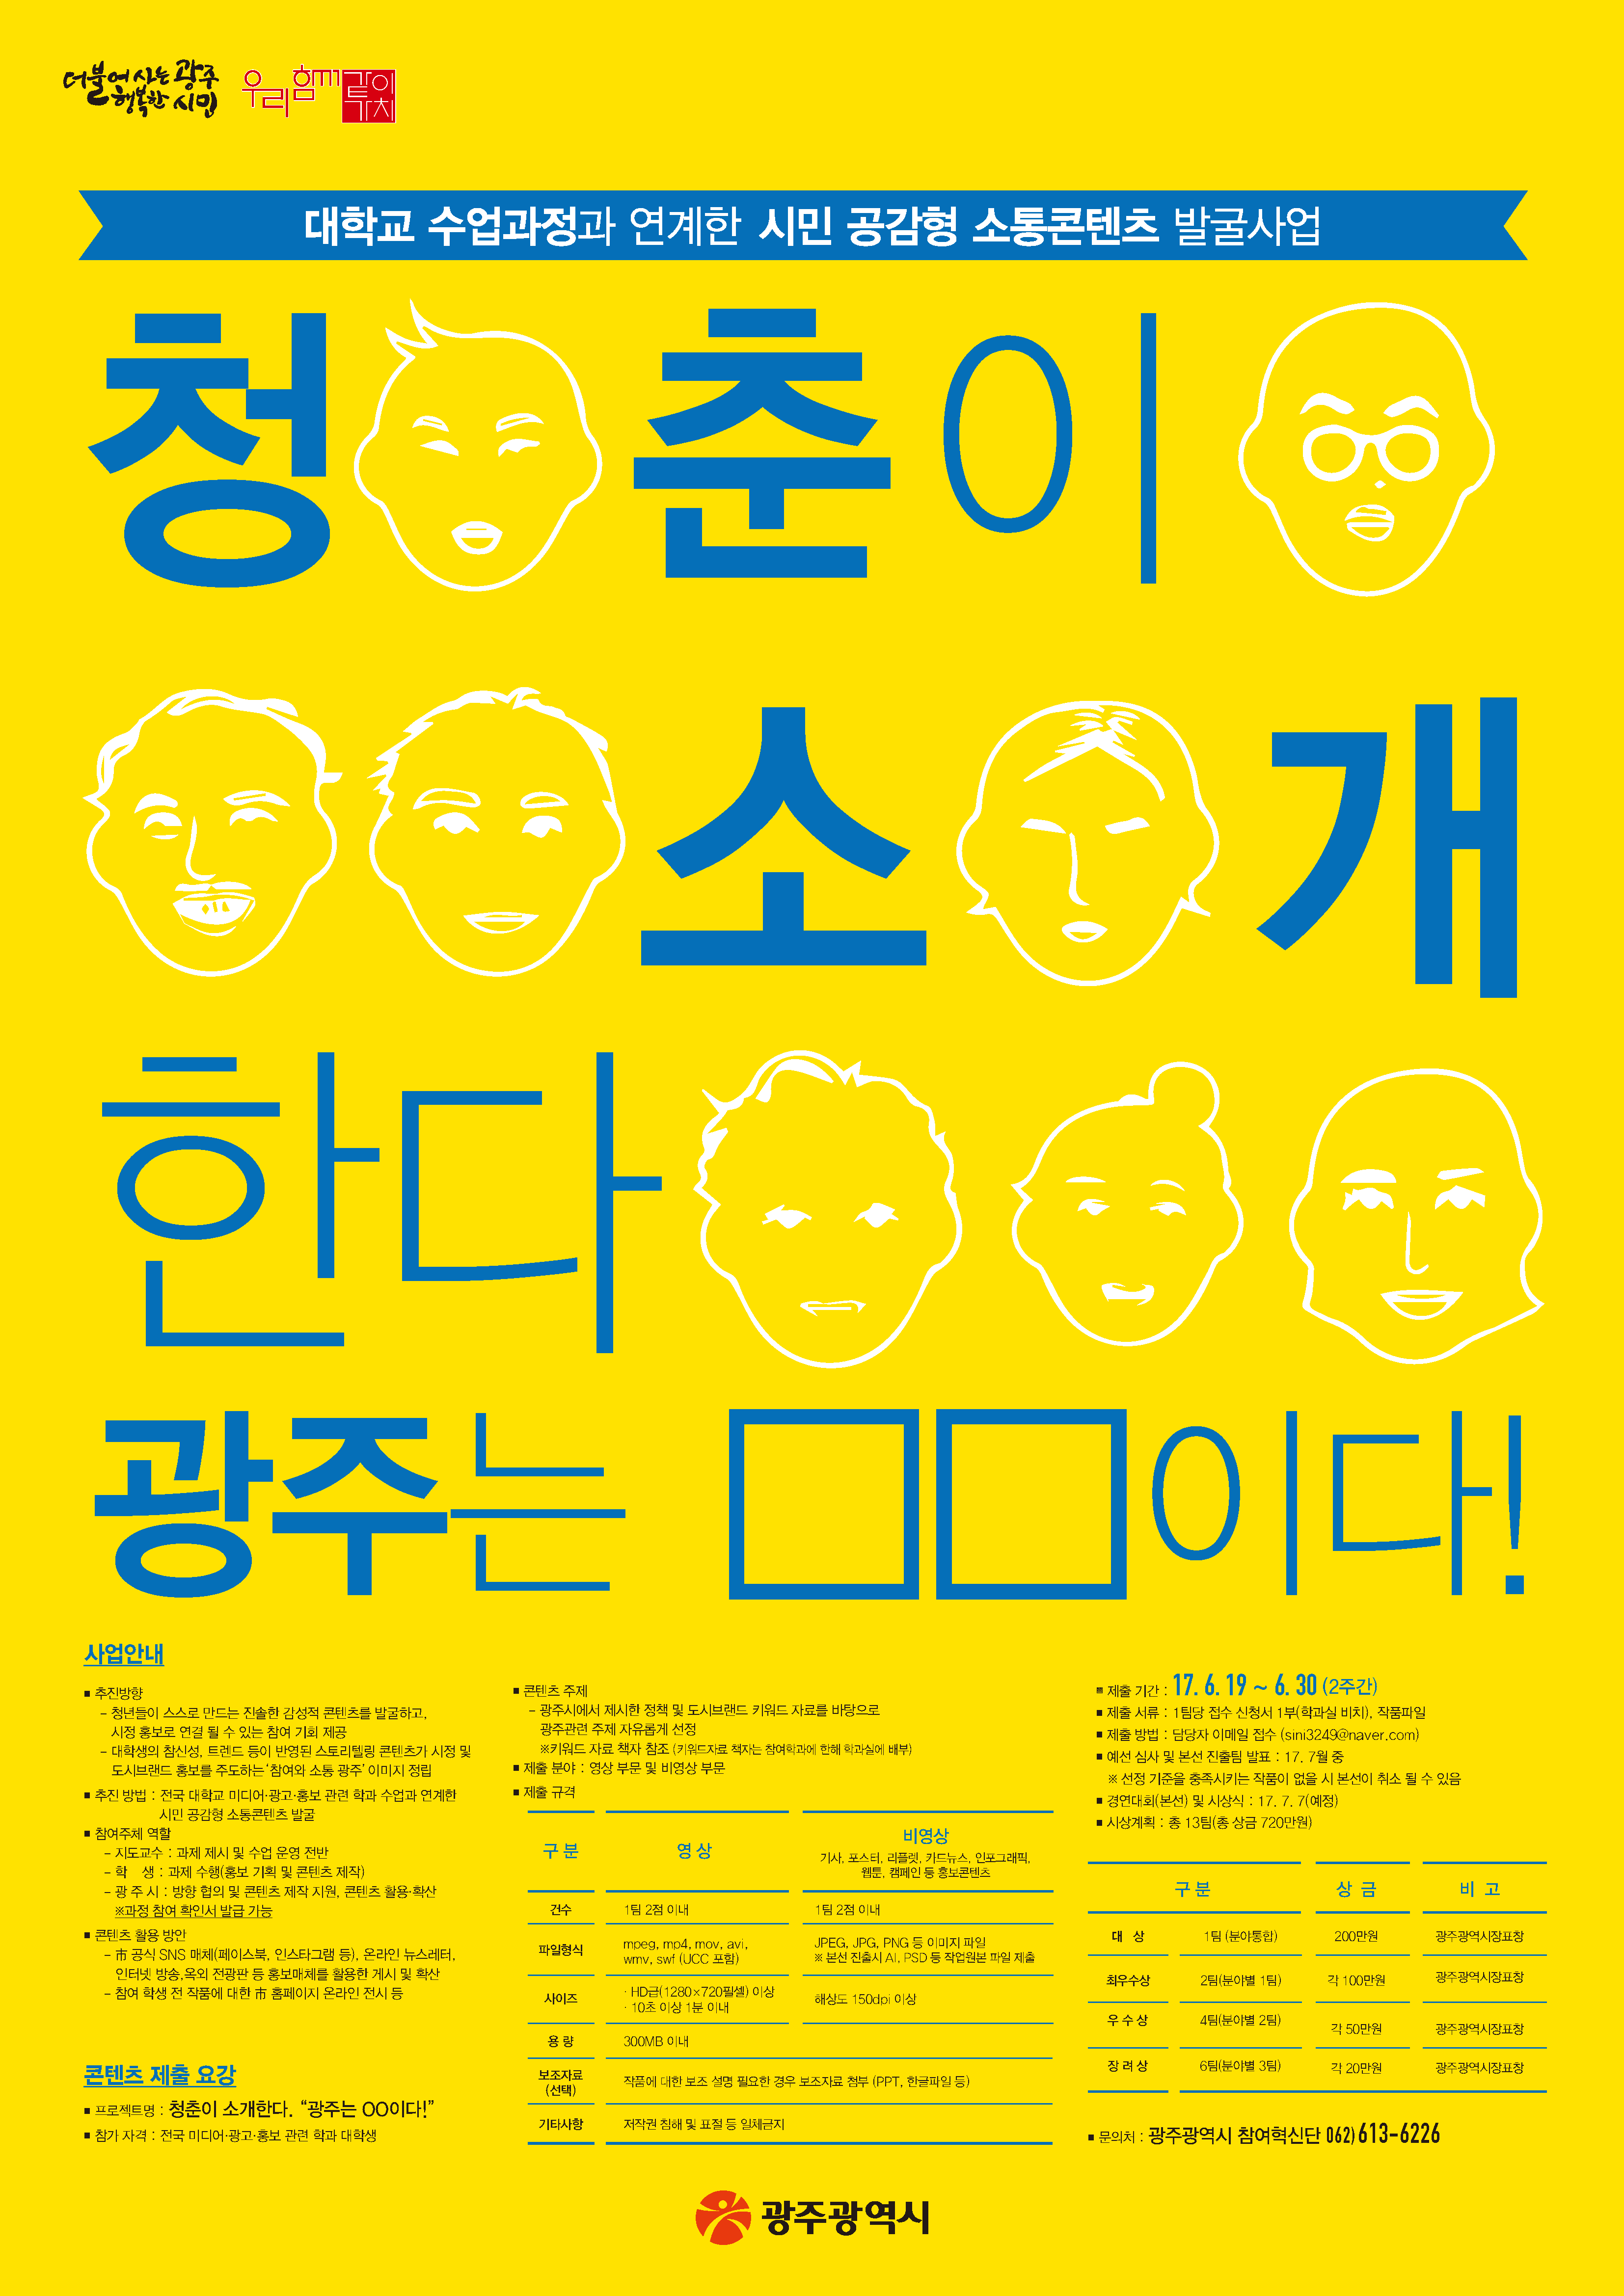 더불어 사는 광주
행복한 시민
우리함께 같이
투치
대학교 수업과정과 연계한 시민 공감형 소통콘텐츠 발굴사업
청춘이
소개
한다
광주는 □□이다!
사업안내
■ 추진방향
– 청년들이 스스로 만드는 진솔한 감성적 콘텐츠를 발굴하고,
시정 홍보로 연결 될 수 있는 참여 기회 제공
– 대학생의 참신성, 트렌드 등이 반영된 스토리텔링 콘텐츠가 시정 및
도시브랜드 홍보를 주도하는 '참여와 소통 광주' 이미지 정립
■ 추진 방법 : 전국 대학교 미디어·광고·홍보 관련 학과 수업과 연계한
시민 공감형 소통콘텐츠 발굴
■ 참여주체 역할
– 지도교수 : 과제 제시 및 수업 운영 전반
– 학 생 : 과제 수행(홍보 기획 및 콘텐츠 제작)
– 광 주 시 : 방향 협의 및 콘텐츠 제작 지원, 콘텐츠 활용·확산
※과정 참여 확인서 발급 가능
■ 콘텐츠 활용 방안
– 市 공식 SNS 매체(페이스북, 인스타그램 등), 온라인 뉴스레터,
인터넷 방송,옥외 전광판 등 홍보매체를 활용한 게시 및 확산
– 참여 학생 전 작품에 대한 市 홈페이지 온라인 전시 등
콘텐츠 제출 요강
■ 프로젝트명 : 청춘이 소개한다. "광주는 OO이다!"
■ 참가 자격 : 전국 미디어·광고·홍보 관련 학과 대학생
■ 콘텐츠 주제
– 광주시에서 제시한 정책 및 도시브랜드 키워드 자료를 바탕으로
광주관련 주제 자유롭게 선정
※키워드 자료 책자 참조 (키워드자료 책자는 참여학과에 한해 학과실에 배부)
■ 제출 분야 : 영상 부문 및 비영상 부문
■ 제출 규격
구 분 영 상 비영상
기사, 포스터, 리플렛, 카드뉴스, 인포그래픽,
웹툰, 캠페인 등 홍보콘텐츠
건수 1팀 2점 이내 1팀 2점 이내
파일형식 mpeg, mp4, mov, avi, JPEG, JPG, PNG 등 이미지 파일
wmv, swf (UCC 포함) ※ 본선 진출시 AI, PSD 등 작업원본 파일 제출
사이즈 · HD급(1280×720픽셀) 이상 해상도 150dpi 이상
· 10초 이상 1분 이내
용 량 300MB 이내
보조자료 작품에 대한 보조 설명 필요한 경우 보조자료 첨부 (PPT, 한글파일 등)
(선택)
기타사항 저작권 침해 및 표절 등 일체금지
■ 제출 기간 : 17. 6. 19 ~ 6. 30 (2주간)
■ 제출 서류 : 1팀당 접수 신청서 1부(학과실 비치), 작품파일
■ 제출 방법 : 담당자 이메일 접수 (sini3249@naver.com)
■ 예선 심사 및 본선 진출팀 발표 : 17. 7월 중
※ 선정 기준을 충족시키는 작품이 없을 시 본선이 취소 될 수 있음
■ 경연대회(본선) 및 시상식 : 17. 7. 7(예정)
■ 시상계획 : 총 13팀(총 상금 720만원)
구 분 상 금 비 고
대 상 1팀 (분야통합) 200만원 광주광역시장표창
최우수상 2팀(분야별 1팀) 각 100만원 광주광역시장표창
우 수 상 4팀(분야별 2팀) 각 50만원 광주광역시장표창
장 려 상 6팀(분야별 3팀) 각 20만원 광주광역시장표창
■ 문의처 : 광주광역시 참여혁신단 062)613-6226
광주광역시